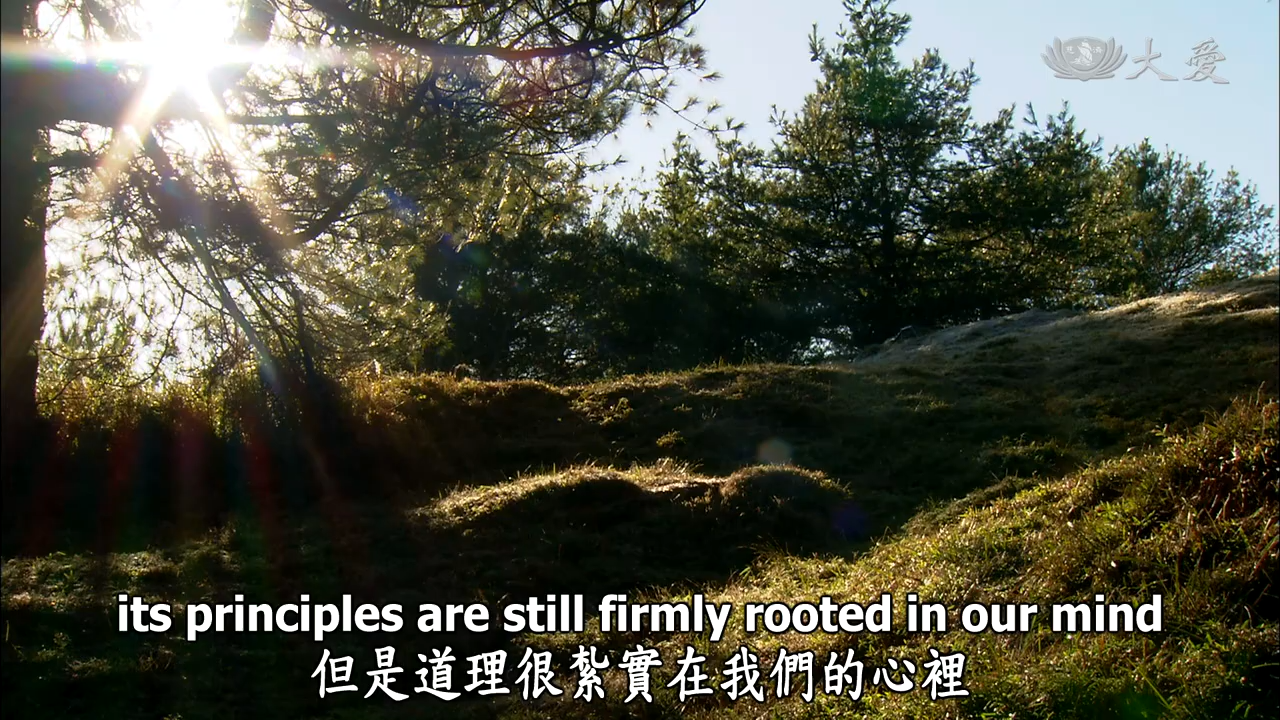 大愛
its principles are still firmly rooted in our mind
但是道理很紮實在我們的心裡